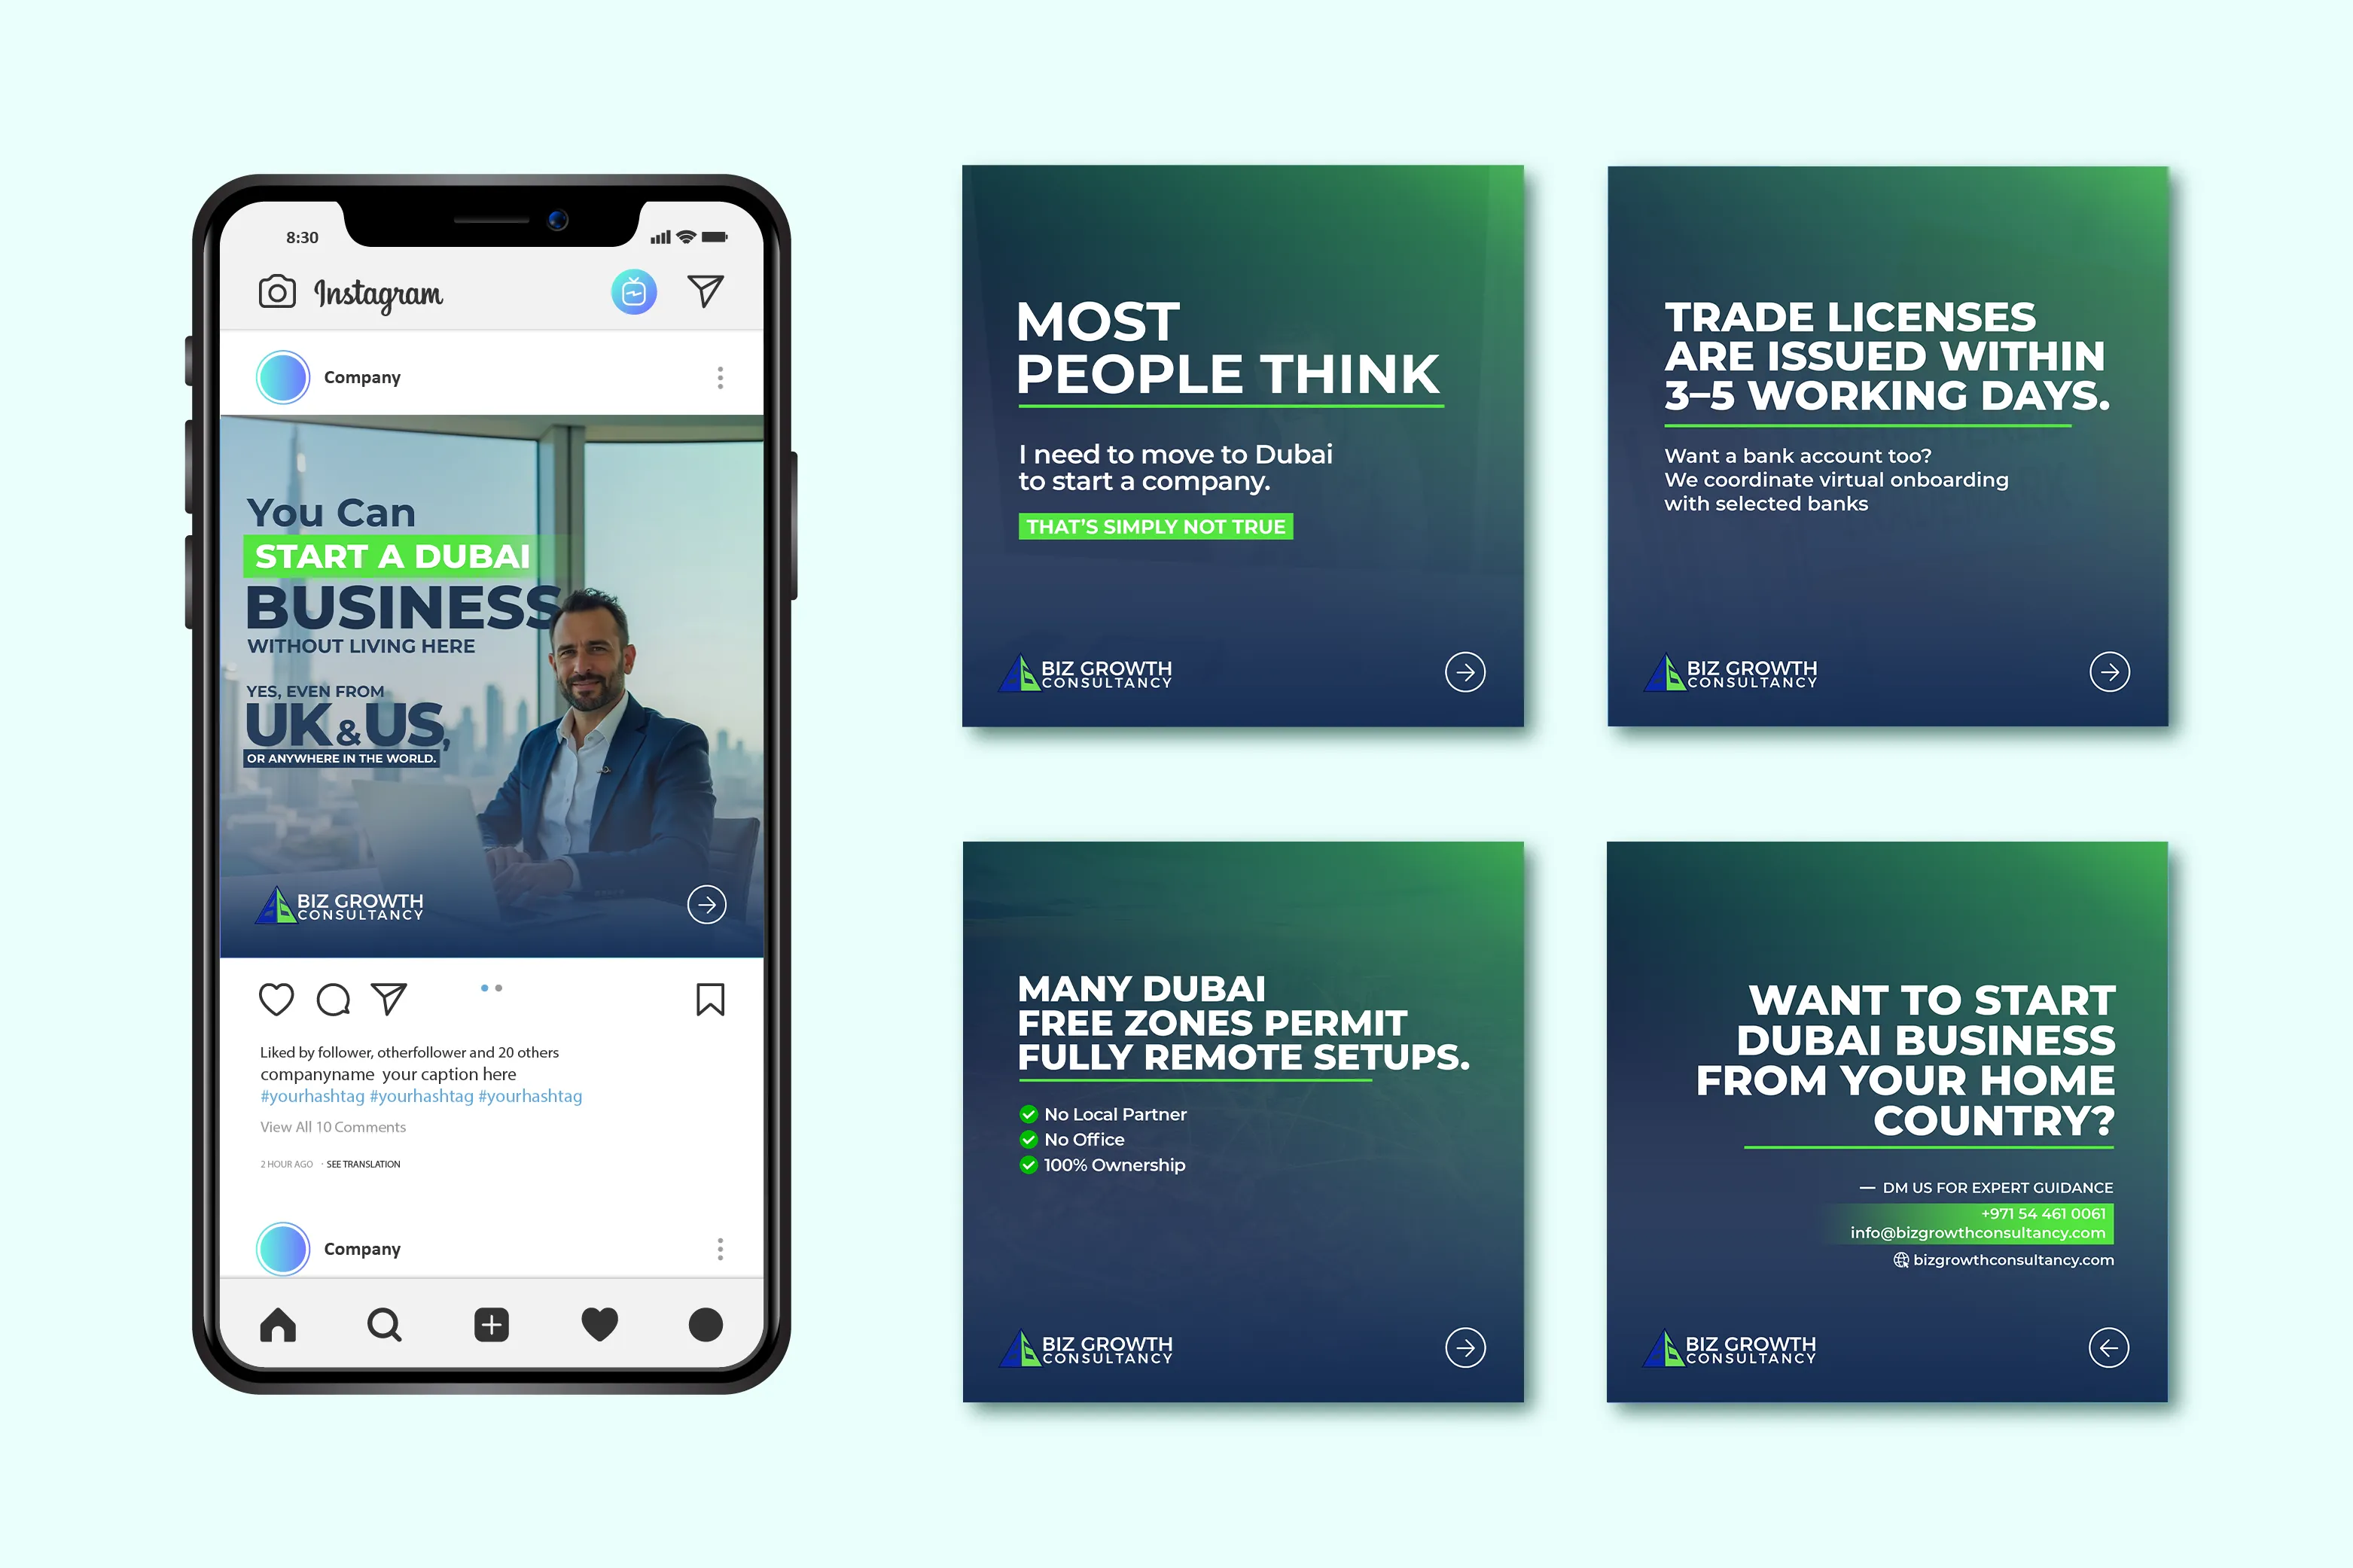 8:30
Instagram
Company
You Can
START A DUBAI
BUSINESS
WITHOUT LIVING HERE
YES, EVEN FROM
UK & US,
OR ANYWHERE IN THE WORLD.
BIZ GROWTH
CONSULTANCY
Liked by follower, otherfollower and 20 others
companyname your caption here
#yourhashtag #yourhashtag #yourhashtag
View All 10 Comments
2 HOUR AGO · SEE TRANSLATION
Company
MOST
PEOPLE THINK
I need to move to Dubai
to start a company.
THAT'S SIMPLY NOT TRUE
BIZ GROWTH
CONSULTANCY
TRADE LICENSES
ARE ISSUED WITHIN
3–5 WORKING DAYS.
Want a bank account too?
We coordinate virtual onboarding
with selected banks
BIZ GROWTH
CONSULTANCY
MANY DUBAI
FREE ZONES PERMIT
FULLY REMOTE SETUPS.
No Local Partner
No Office
100% Ownership
BIZ GROWTH
CONSULTANCY
WANT TO START
DUBAI BUSINESS
FROM YOUR HOME
COUNTRY?
— DM US FOR EXPERT GUIDANCE
+971 54 461 0061
info@bizgrowthconsultancy.com
bizgrowthconsultancy.com
BIZ GROWTH
CONSULTANCY